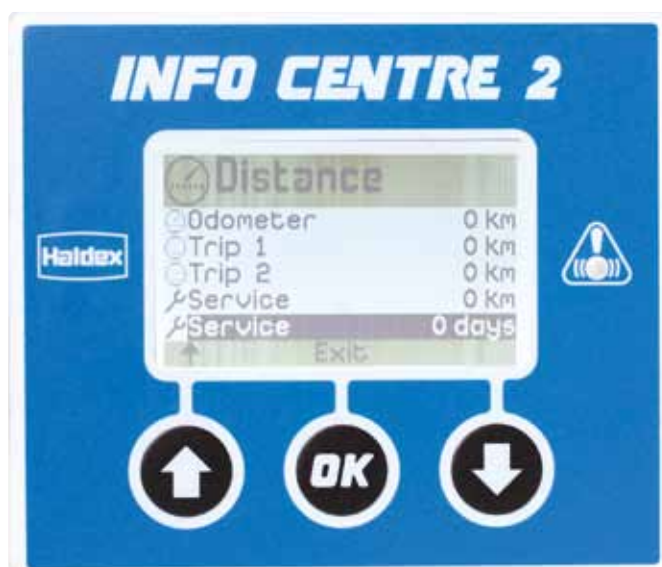 INFO CENTRE 2
Distance
Odometer 0 km
Trip 1 0 km
Trip 2 0 km
Haldex
Service 0 km
Service 0 days
Exit
OK